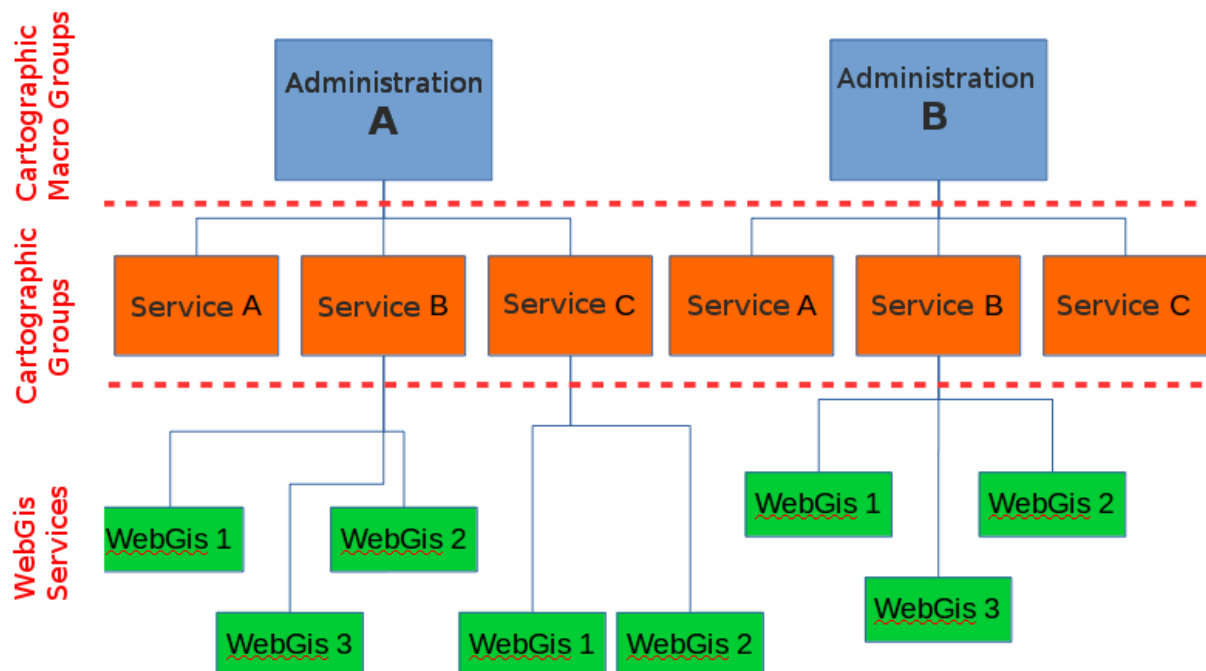 Cartographic
Macro Groups
Administration
A
Administration
B
Cartographic
Groups
Service A
Service B
Service C
Service A
Service B
Service C
WebGis
Services
WebGis 1
WebGis 2
WebGis 3
WebGis 1
WebGis 2
WebGis 1
WebGis 2
WebGis 3